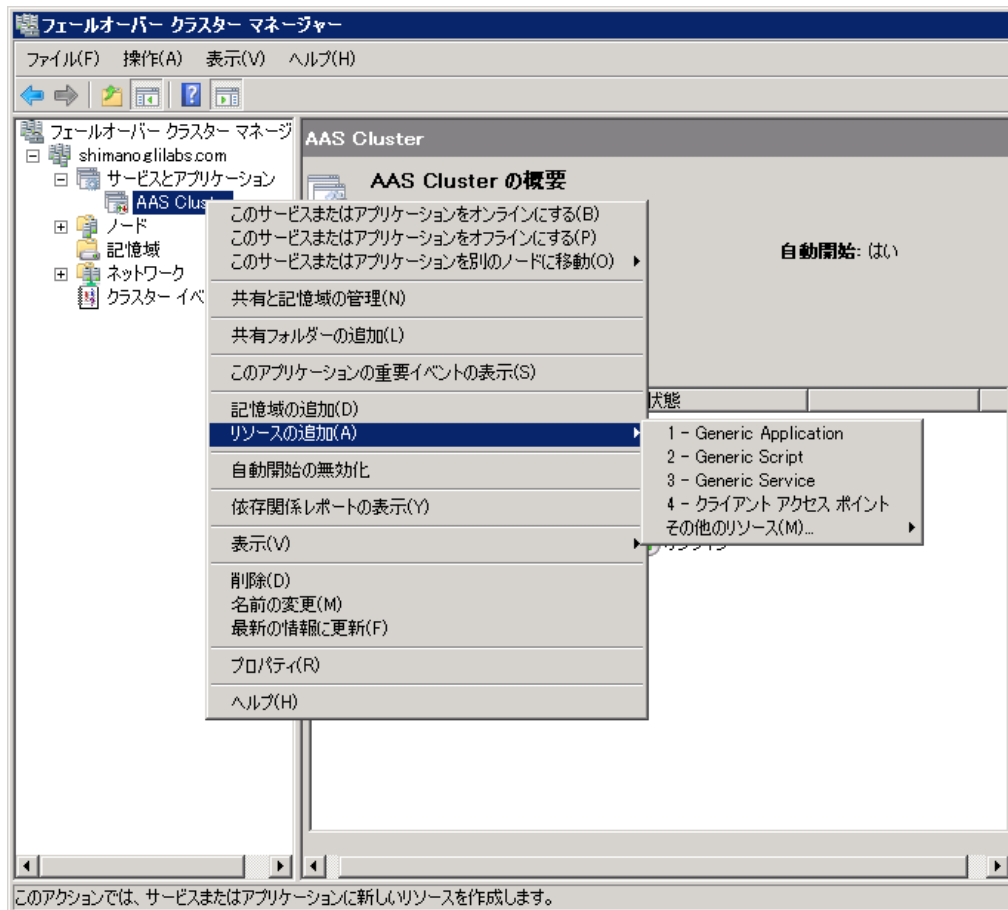 フェールオーバー クラスター マネージャー
ファイル(F) 操作(A) 表示(V) ヘルプ(H)
フェールオーバー クラスター マネージ
shimano.glilabs.com
サービスとアプリケーション
AAS Clus
ノード
記憶域
ネットワーク
クラスター イベ
AAS Cluster
AAS Cluster の概要
自動開始: はい
状態
このサービスまたはアプリケーションをオンラインにする(B)
このサービスまたはアプリケーションをオフラインにする(P)
このサービスまたはアプリケーションを別のノードに移動(O)
共有と記憶域の管理(N)
共有フォルダーの追加(L)
このアプリケーションの重要イベントの表示(S)
記憶域の追加(D)
リソースの追加(A)
自動開始の無効化
依存関係レポートの表示(Y)
表示(V)
削除(D)
名前の変更(M)
最新の情報に更新(F)
プロパティ(R)
ヘルプ(H)
1 - Generic Application
2 - Generic Script
3 - Generic Service
4 - クライアント アクセス ポイント
その他のリソース(M)...
このアクションでは、サービスまたはアプリケーションに新しいリソースを作成します。